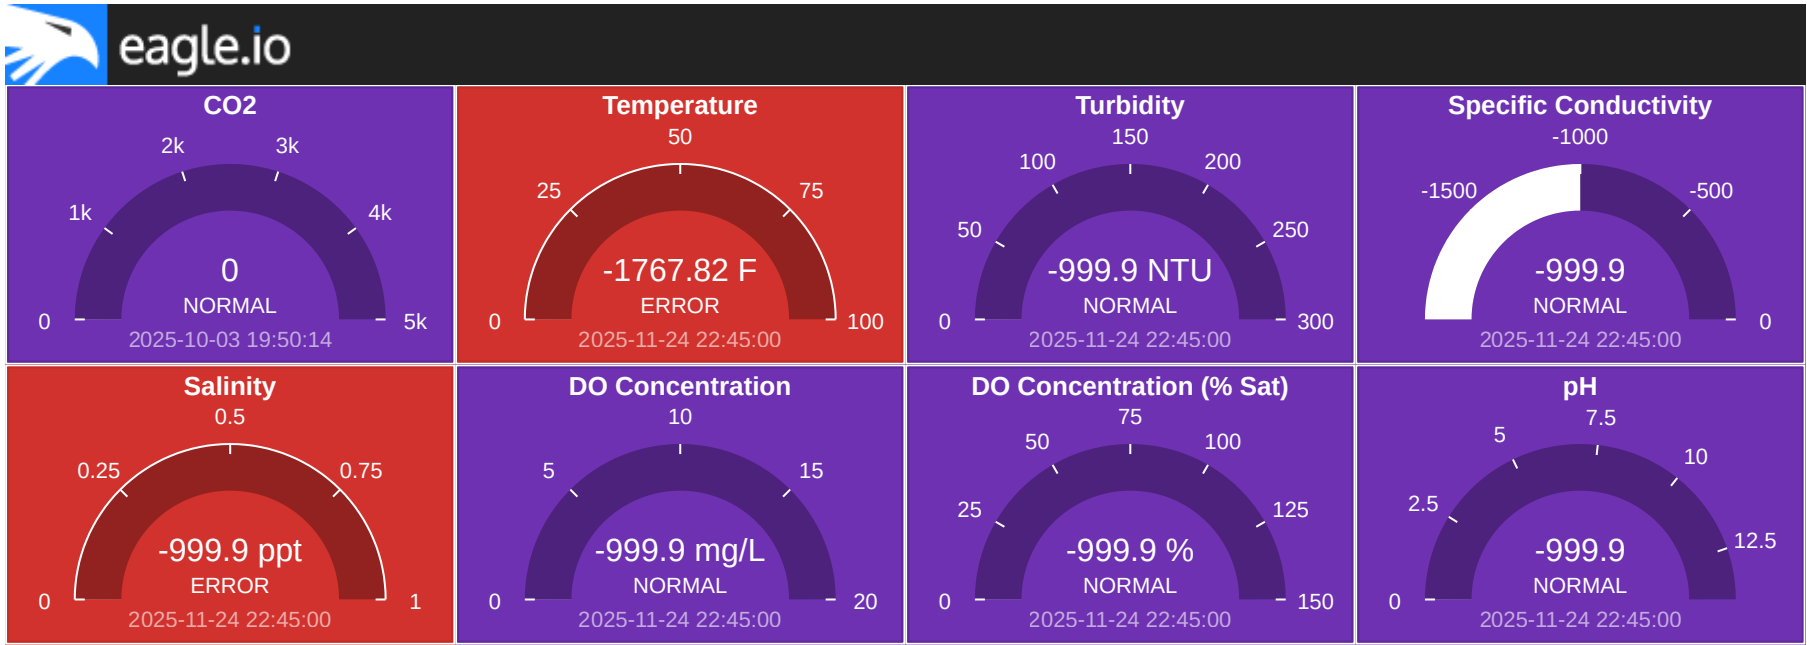 eagle.io
CO2
0
1k
2k
3k
4k
5k
0
NORMAL
2025-10-03 19:50:14
Temperature
0
25
50
75
100
-1767.82 F
ERROR
2025-11-24 22:45:00
Turbidity
0
50
100
150
200
250
300
-999.9 NTU
NORMAL
2025-11-24 22:45:00
Specific Conductivity
-1500
-1000
-500
0
-999.9
NORMAL
2025-11-24 22:45:00
Salinity
0
0.25
0.5
0.75
1
-999.9 ppt
ERROR
2025-11-24 22:45:00
DO Concentration
0
5
10
15
20
-999.9 mg/L
NORMAL
2025-11-24 22:45:00
DO Concentration (% Sat)
0
25
50
75
100
125
150
-999.9 %
NORMAL
2025-11-24 22:45:00
pH
0
2.5
5
7.5
10
12.5
-999.9
NORMAL
2025-11-24 22:45:00